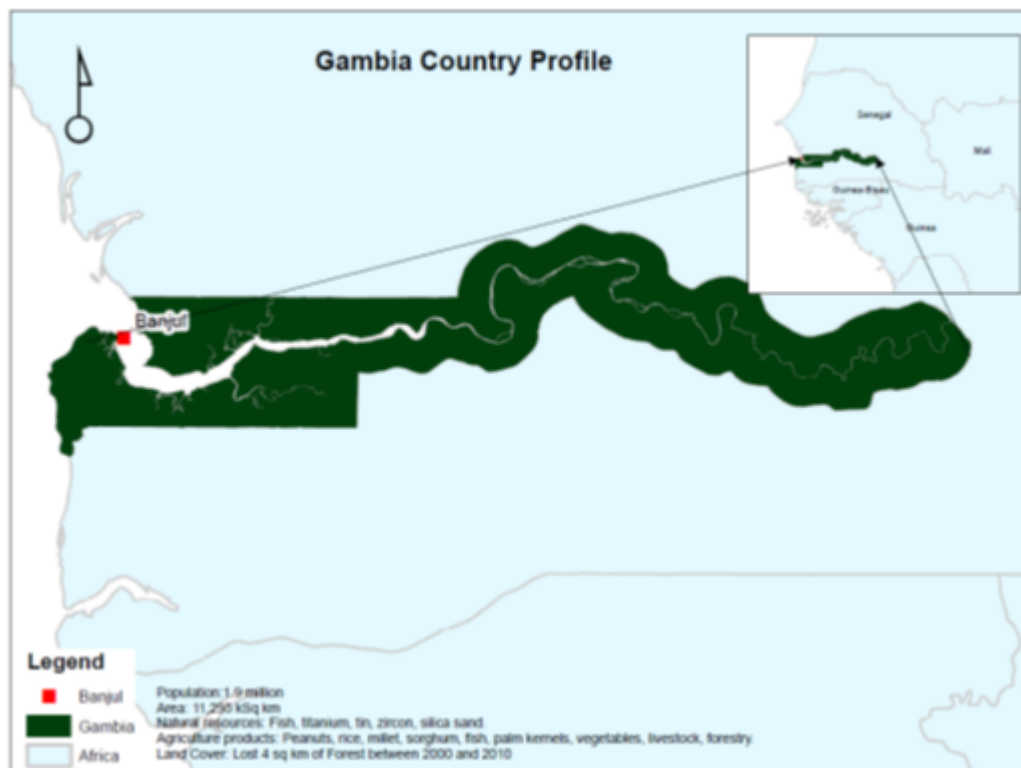 Gambia Country Profile
Senegal
Mali
Guinea-Bisau
Guinea
Banjul
Legend
Banjul
Gambia
Africa
Population:1.9 million
Area: 11,295 kSq km
Natural resources: Fish, titanium, tin, zircon, silica sand.
Agriculture products: Peanuts, rice, millet, sorghum, fish, palm kernels, vegetables, livestock, forestry.
Land Cover: Lost 4 sq km of Forest between 2000 and 2010